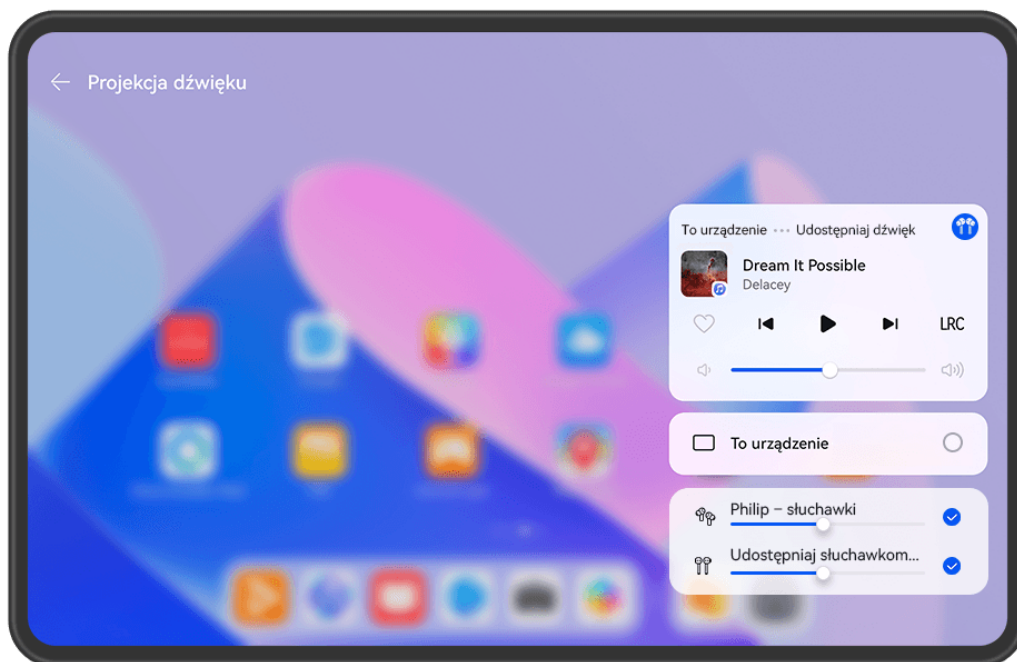 Projekcja dźwięku
To urządzenie ··· Udostępniaj dźwięk
Dream It Possible
Delacey
LRC
To urządzenie
Philip – słuchawki
Udostępniaj słuchawkom...